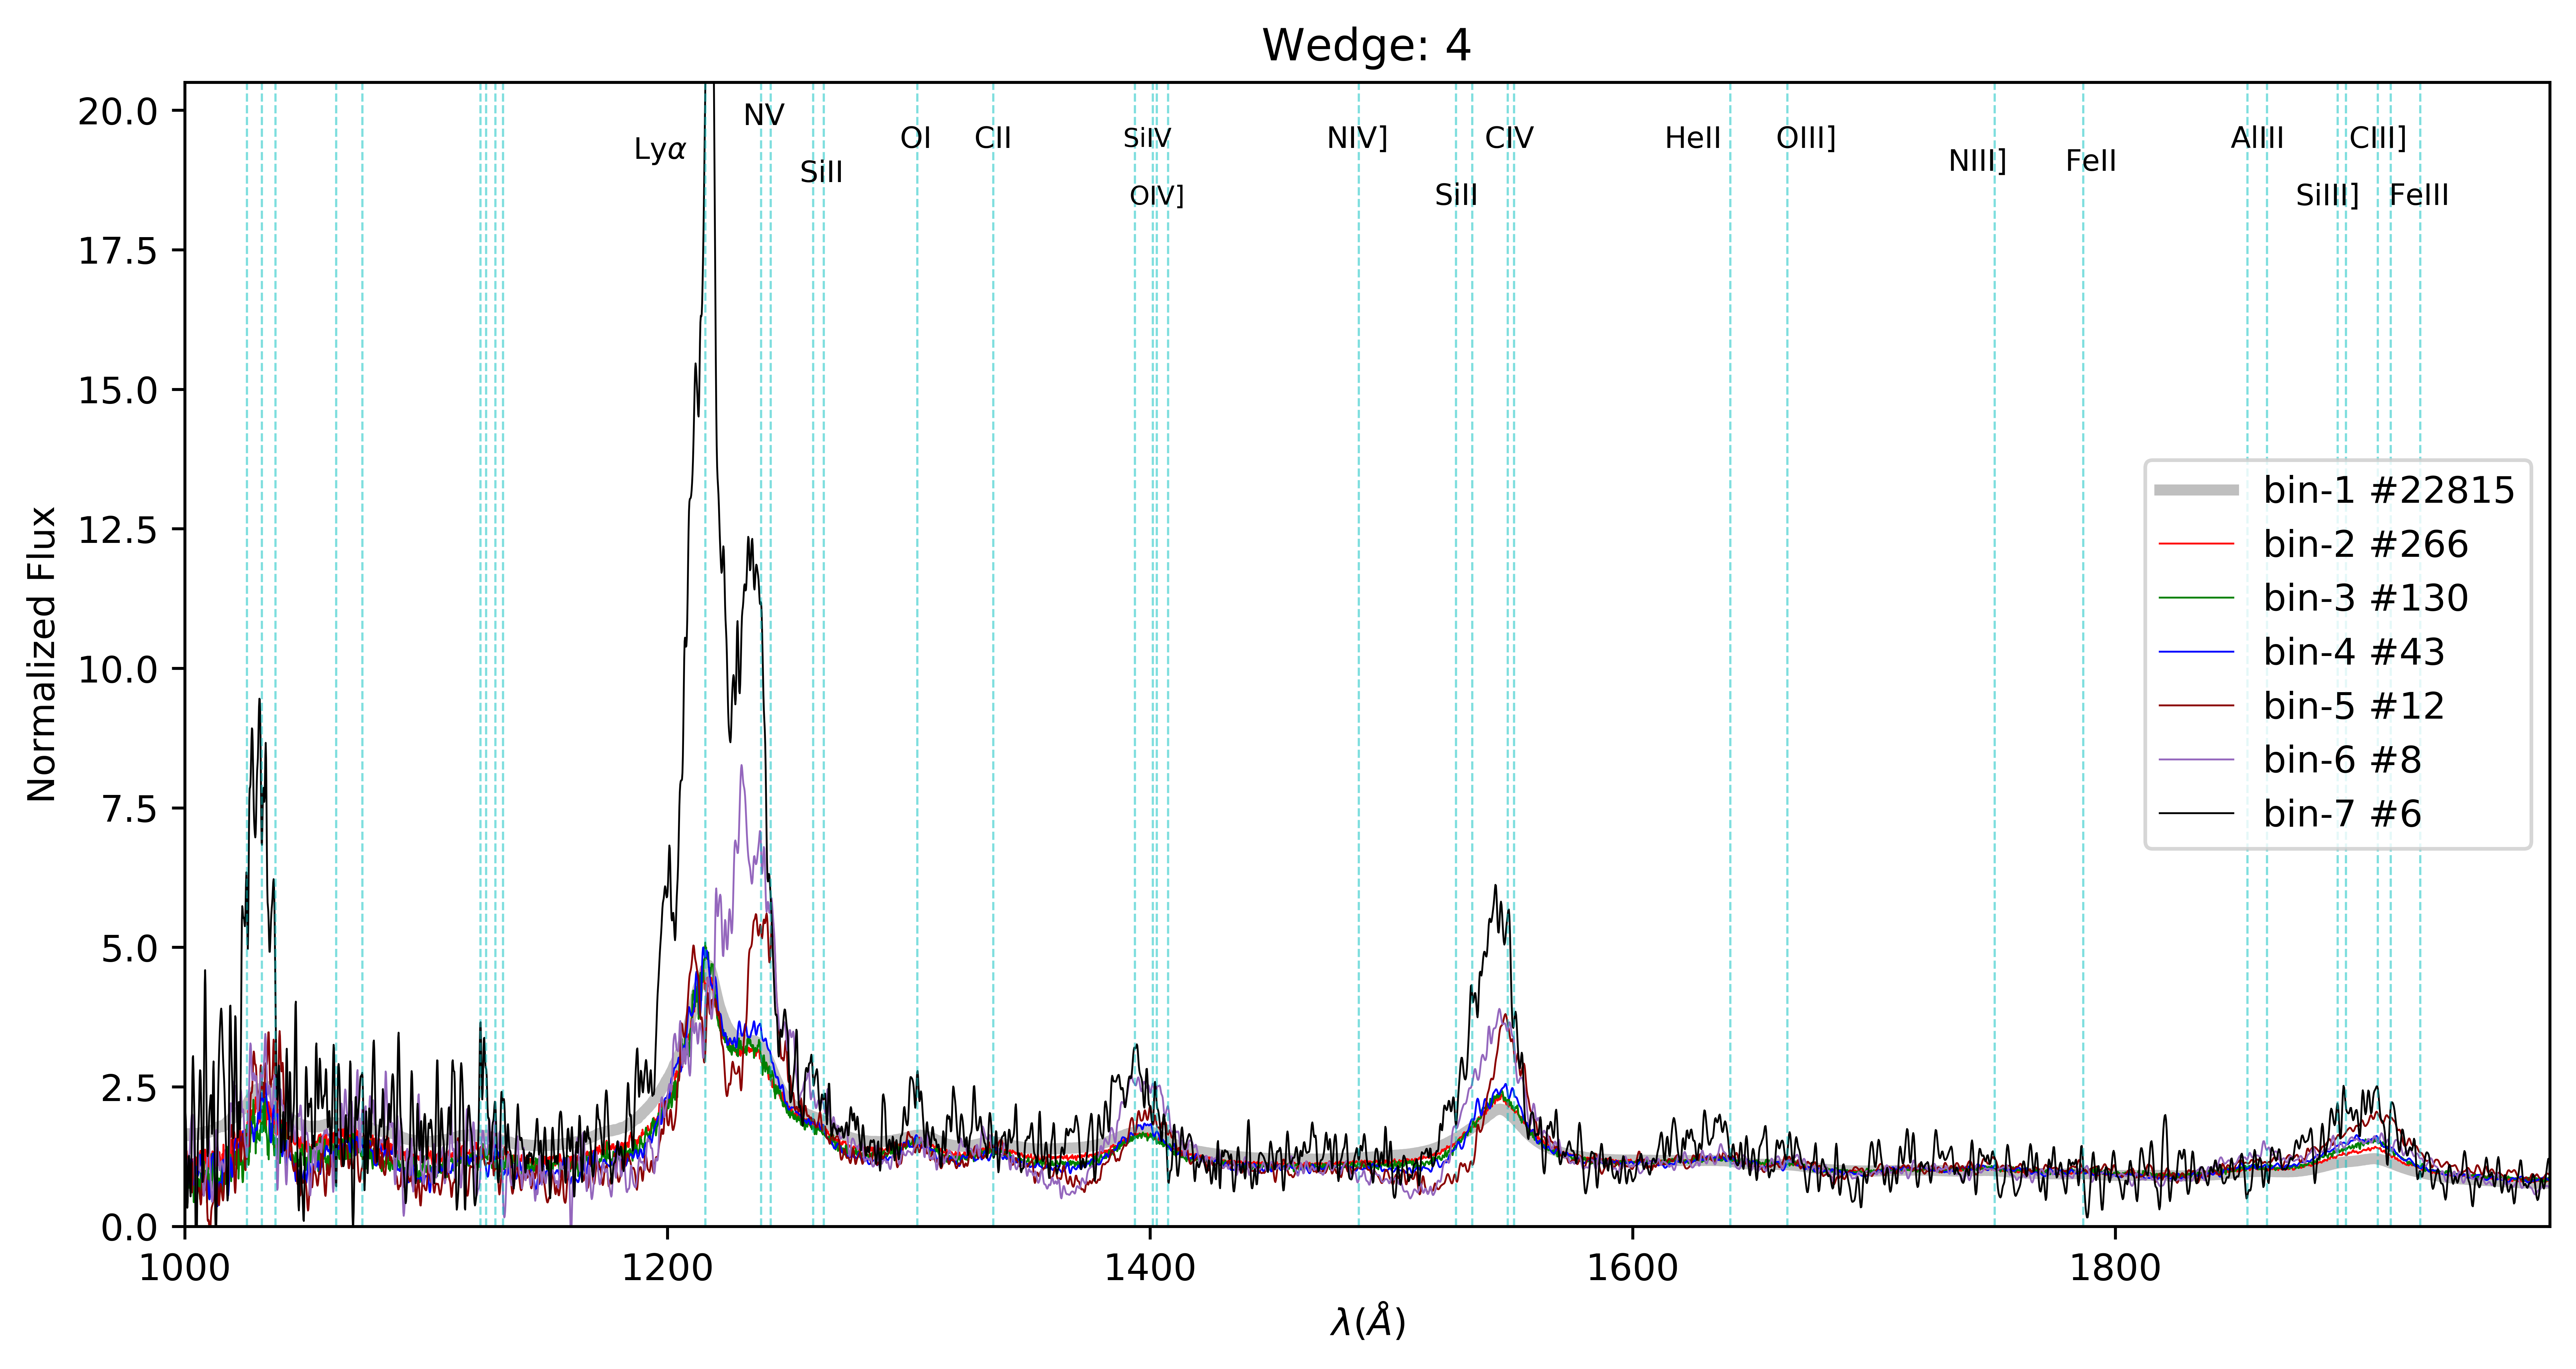 Wedge: 4
Normalized Flux
20.0
17.5
15.0
12.5
10.0
7.5
5.0
2.5
0.0
Lyα
NV
SiII
OI
CII
SiIV
OIV]
NIV]
SiII
CIV
HeII
OIII]
NIII]
FeII
AlIII
SiIII]
CIII]
FeIII
bin-1 #22815
bin-2 #266
bin-3 #130
bin-4 #43
bin-5 #12
bin-6 #8
bin-7 #6
1000 1200 1400 1600 1800
λ(Å)